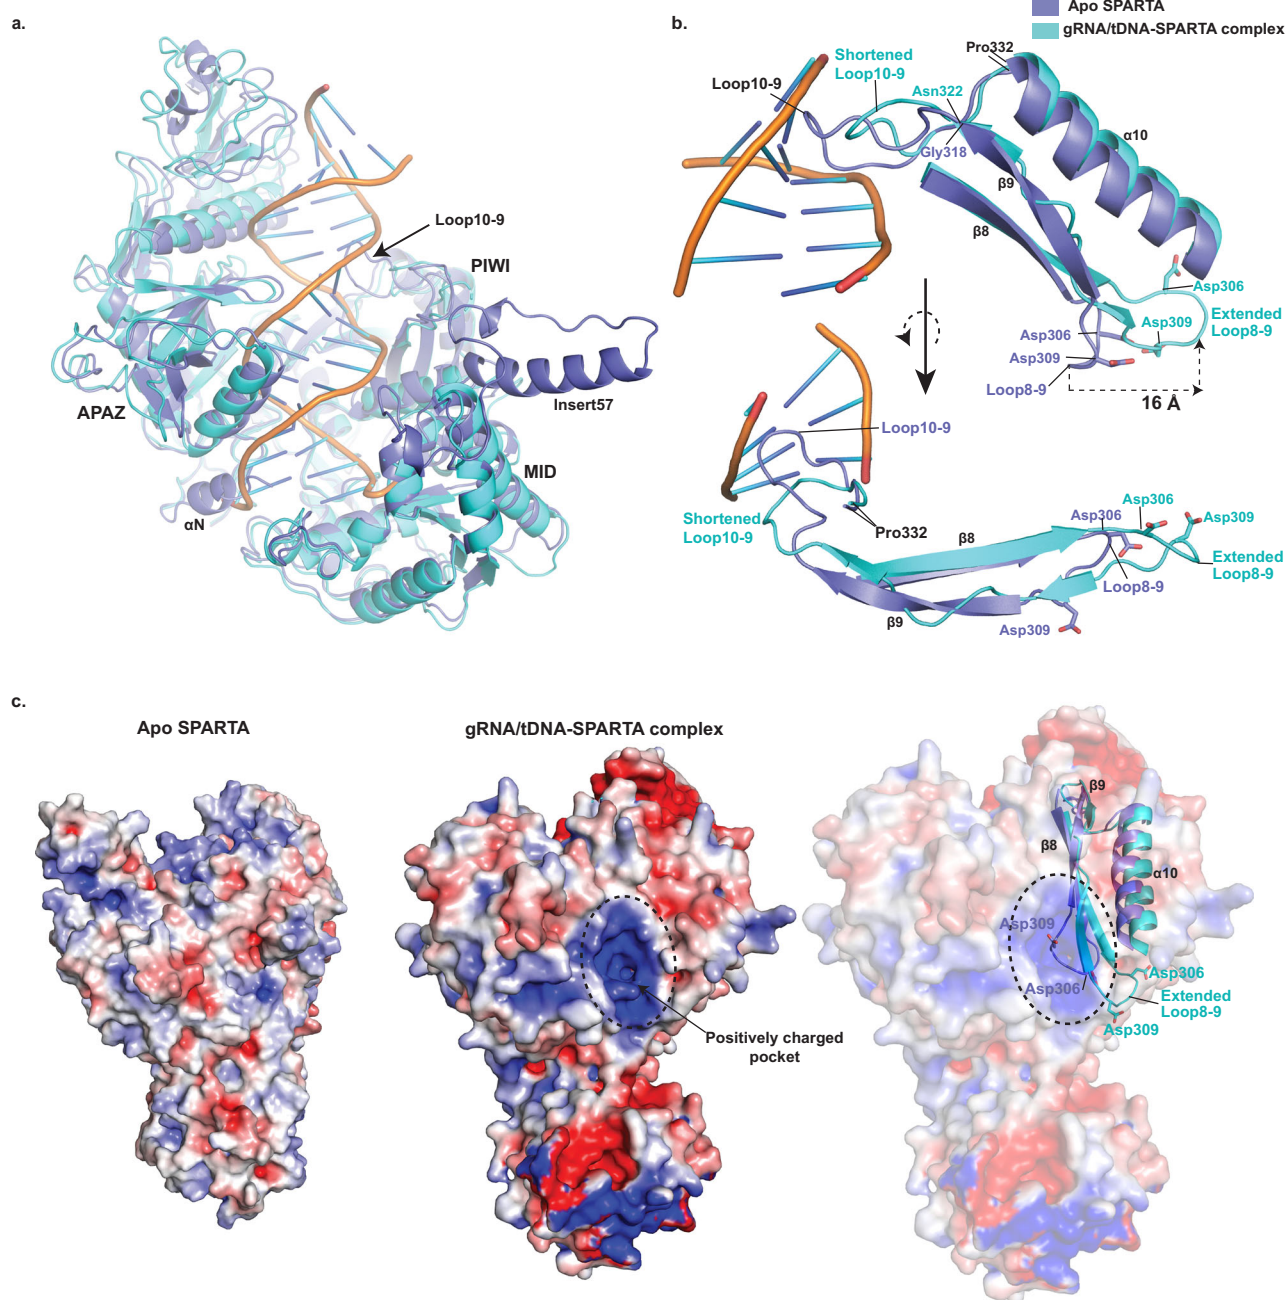 a.
Loop10-9
PIWI
APAZ
Insert57
MID
αN
b.
Apo SPARTA
gRNA/tDNA-SPARTA complex
Pro332
Shortened
Loop10-9
Loop10-9
Asn322
Gly318
α10
β9
β8
Asp306
Extended
Loop8-9
Asp309
Asp306
Asp309
Loop8-9
16 Å
Loop10-9
Shortened
Loop10-9
Pro332
β8
Asp306
Asp306
Asp309
Extended
Loop8-9
Loop8-9
β9
Asp309
c.
Apo SPARTA
gRNA/tDNA-SPARTA complex
Positively charged
pocket
β9
β8
α10
Asp309
Asp306
Asp306
Extended
Loop8-9
Asp309